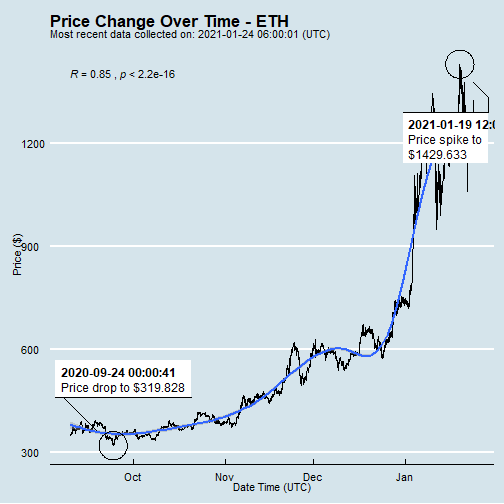 Price Change Over Time - ETH
Most recent data collected on: 2021-01-24 06:00:01 (UTC)
R = 0.85 , p < 2.2e-16
2021-01-19 12:0
Price spike to
$1429.633
1200
900
Price ($)
600
2020-09-24 00:00:41
Price drop to $319.828
300
Oct
Nov
Dec
Jan
Date Time (UTC)